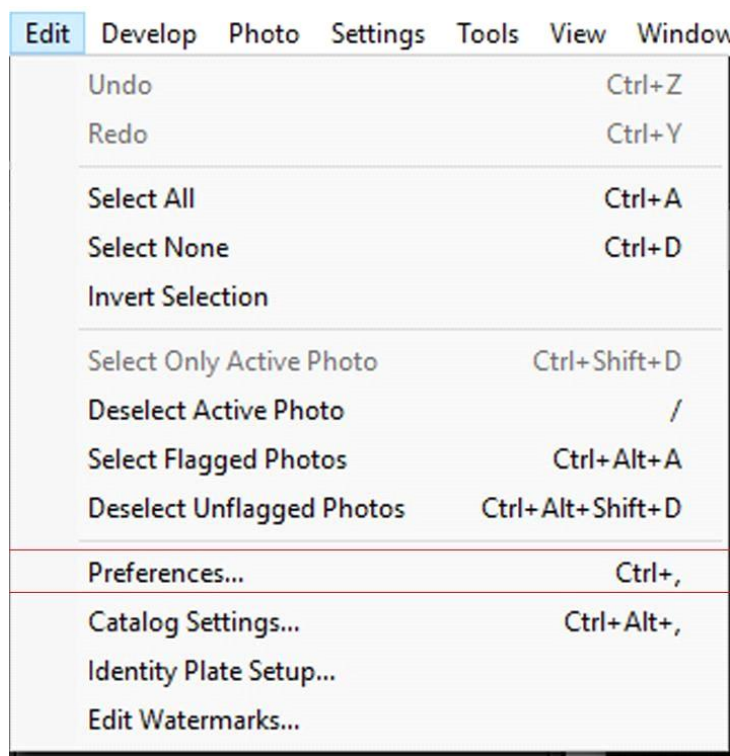 Edit Develop Photo Settings Tools View Window
Undo Ctrl+Z
Redo Ctrl+Y
Select All Ctrl+A
Select None Ctrl+D
Invert Selection
Select Only Active Photo Ctrl+Shift+D
Deselect Active Photo /
Select Flagged Photos Ctrl+Alt+A
Deselect Unflagged Photos Ctrl+Alt+Shift+D
Preferences... Ctrl+,
Catalog Settings... Ctrl+Alt+,
Identity Plate Setup...
Edit Watermarks...